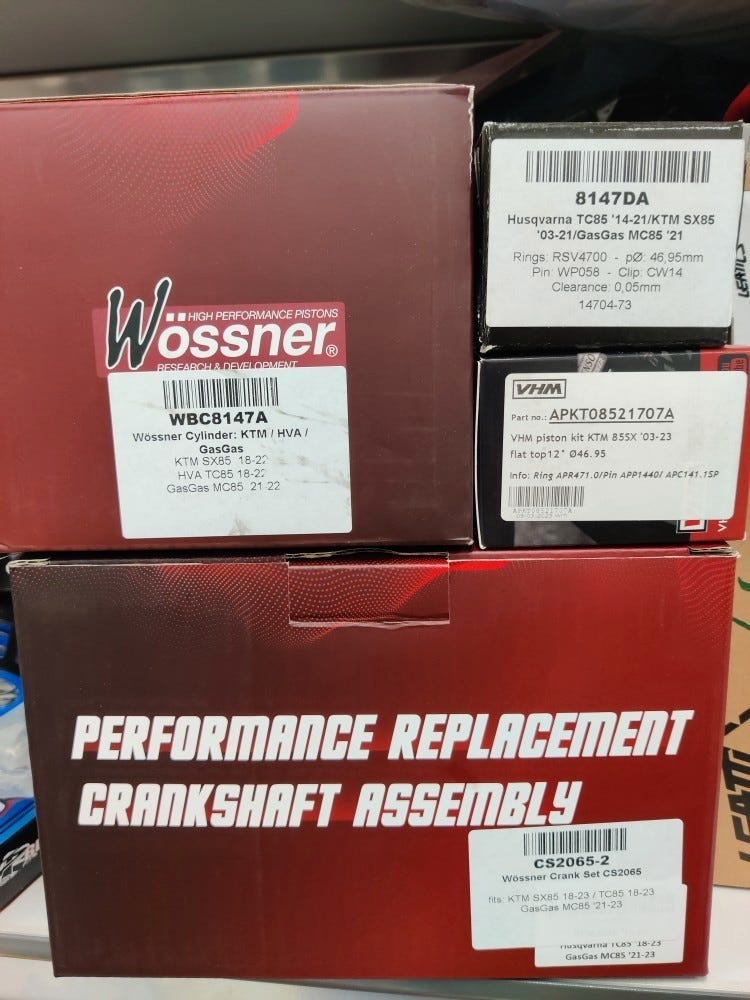 Wössner®
HIGH PERFORMANCE PISTONS
RESEARCH & DEVELOPMENT
WBC8147A
Wössner Cylinder: KTM / HVA /
GasGas
KTM SX85 18-22
HVA TC85 18-22
GasGas MC85 21-22
8147DA
Husqvarna TC85 '14-21/KTM SX85
'03-21/GasGas MC85 '21
Rings: RSV4700 - pØ: 46,95mm
Pin: WP058 - Clip: CW14
Clearance: 0,05mm
14704-73
VHM
Part no.: APKT08521707A
VHM piston kit KTM 85SX '03-23
flat top12° Ø46.95
Info: Ring APR471.0/Pin APP1440/ APC141.1SP
APKT08521707A
PERFORMANCE REPLACEMENT
CRANKSHAFT ASSEMBLY
CS2065-2
Wössner Crank Set CS2065
fits: KTM SX85 18-23 / TC85 18-23
GasGas MC85 '21-23
Husqvarna TC85 '18-23
GasGas MC85 '21-23